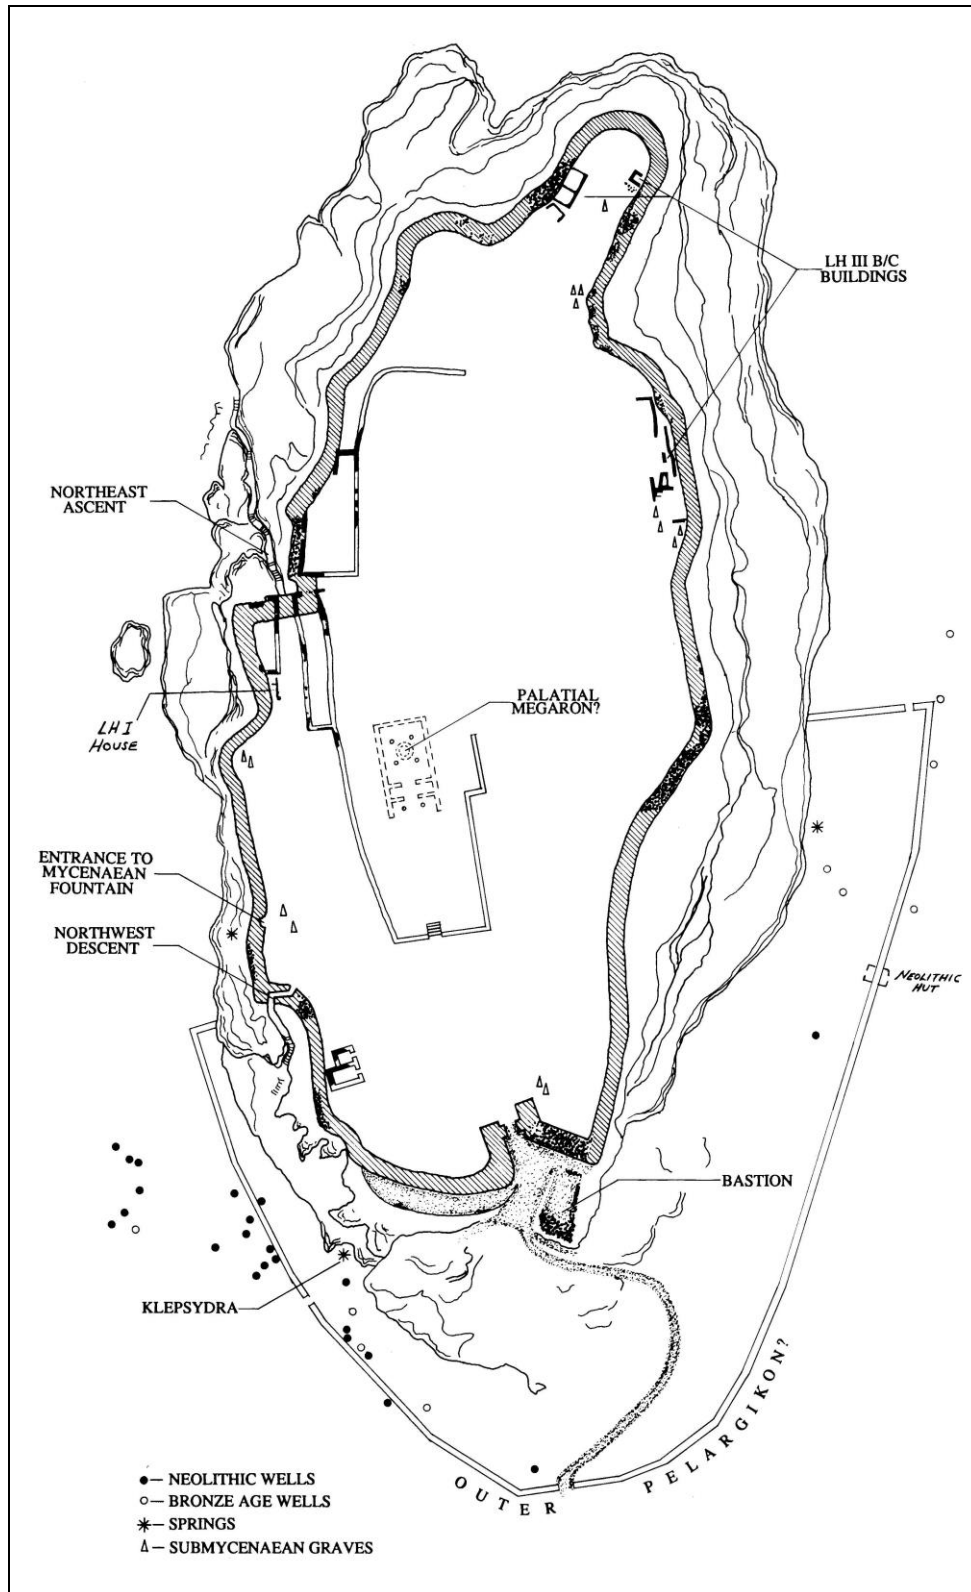 LH III B/C
BUILDINGS
NORTHEAST
ASCENT
PALATIAL
MEGARON?
LH I
HOUSE
ENTRANCE TO
MYCENAEAN
FOUNTAIN
NORTHWEST
DESCENT
NEOLITHIC
HUT
BASTION
KLEPSYDRA
OUTER PELARGIKON?
●— NEOLITHIC WELLS
○— BRONZE AGE WELLS
✳— SPRINGS
△— SUBMYCENAEAN GRAVES